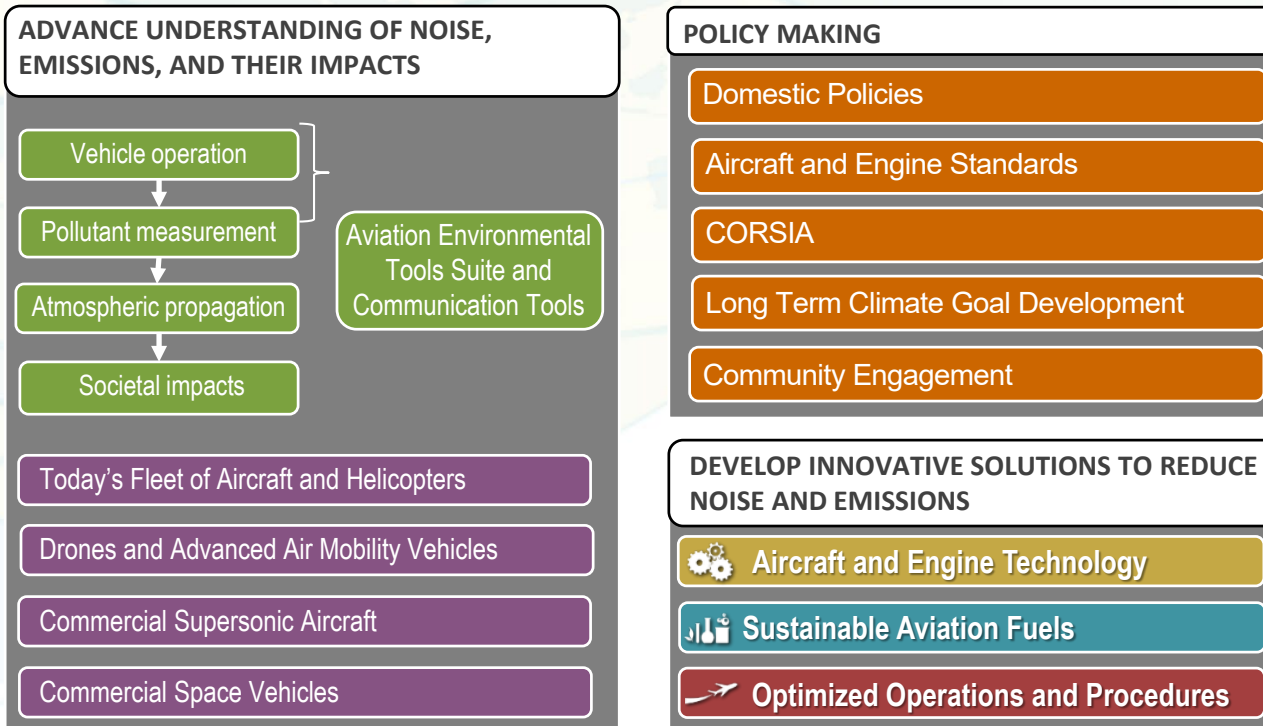 ADVANCE UNDERSTANDING OF NOISE,
EMISSIONS, AND THEIR IMPACTS
Vehicle operation
Pollutant measurement
Atmospheric propagation
Societal impacts
Aviation Environmental
Tools Suite and
Communication Tools
Today’s Fleet of Aircraft and Helicopters
Drones and Advanced Air Mobility Vehicles
Commercial Supersonic Aircraft
Commercial Space Vehicles
POLICY MAKING
Domestic Policies
Aircraft and Engine Standards
CORSIA
Long Term Climate Goal Development
Community Engagement
DEVELOP INNOVATIVE SOLUTIONS TO REDUCE
NOISE AND EMISSIONS
Aircraft and Engine Technology
Sustainable Aviation Fuels
Optimized Operations and Procedures